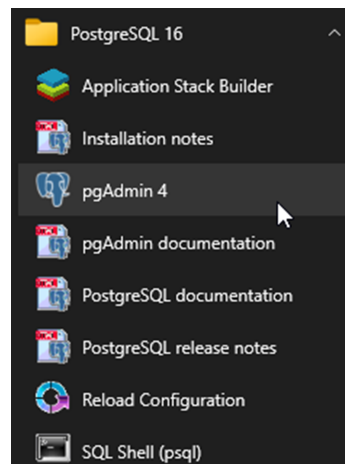 PostgreSQL 16
Application Stack Builder
Installation notes
pgAdmin 4
pgAdmin documentation
PostgreSQL documentation
PostgreSQL release notes
Reload Configuration
SQL Shell (psql)